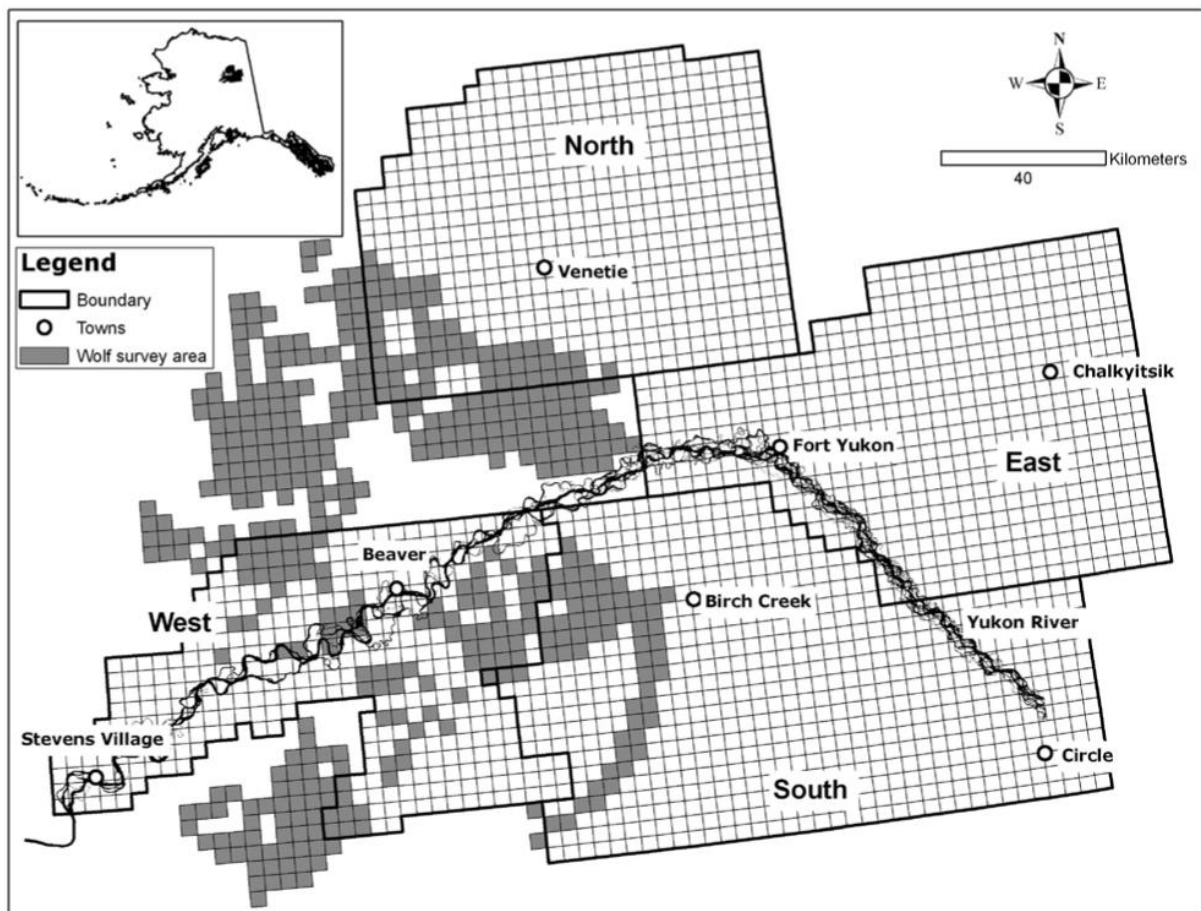 N
W
E
S
Kilometers
40
North
Legend
Boundary
Towns
Wolf survey area
Venetie
Chalkyitsik
Fort Yukon
East
Beaver
Birch Creek
West
Yukon River
Stevens Village
Circle
South